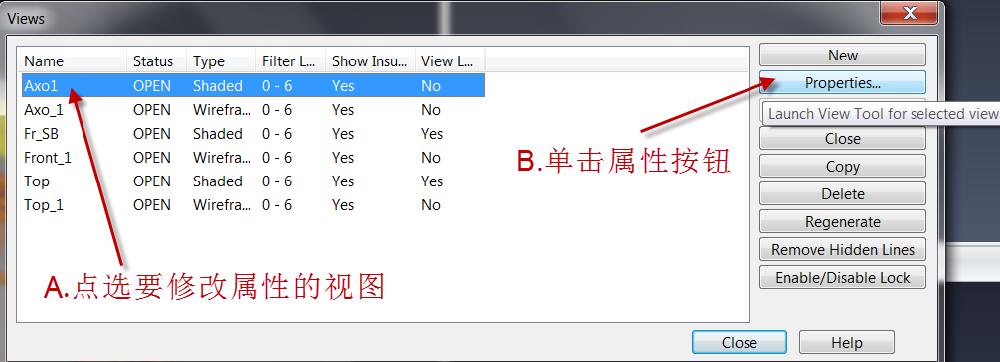 Views
Name Status Type Filter L... Show Insu... View L...
Axo1 OPEN Shaded 0 - 6 Yes No
Axo_1 OPEN Wirefra... 0 - 6 Yes No
Fr_SB OPEN Shaded 0 - 6 Yes Yes
Front_1 OPEN Wirefra... 0 - 6 Yes No
Top OPEN Shaded 0 - 6 Yes Yes
Top_1 OPEN Wirefra... 0 - 6 Yes No
A.点选要修改属性的视图
B.单击属性按钮
New
Properties...
Launch View Tool for selected view
Close
Copy
Delete
Regenerate
Remove Hidden Lines
Enable/Disable Lock
Close
Help